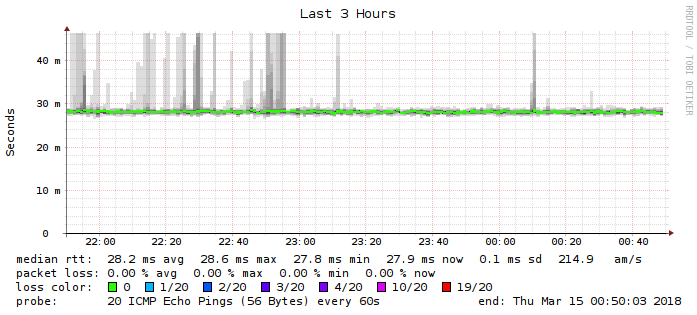 Last 3 Hours
RRDTOOL / TOBI OETIKER
Seconds
40 m
30 m
20 m
10 m
0
22:00 22:20 22:40 23:00 23:20 23:40 00:00 00:20 00:40
median rtt: 28.2 ms avg 28.6 ms max 27.8 ms min 27.9 ms now 0.1 ms sd 214.9 am/s
packet loss: 0.00 % avg 0.00 % max 0.00 % min 0.00 % now
loss color: 0 1/20 2/20 3/20 4/20 10/20 19/20
probe: 20 ICMP Echo Pings (56 Bytes) every 60s end: Thu Mar 15 00:50:03 2018